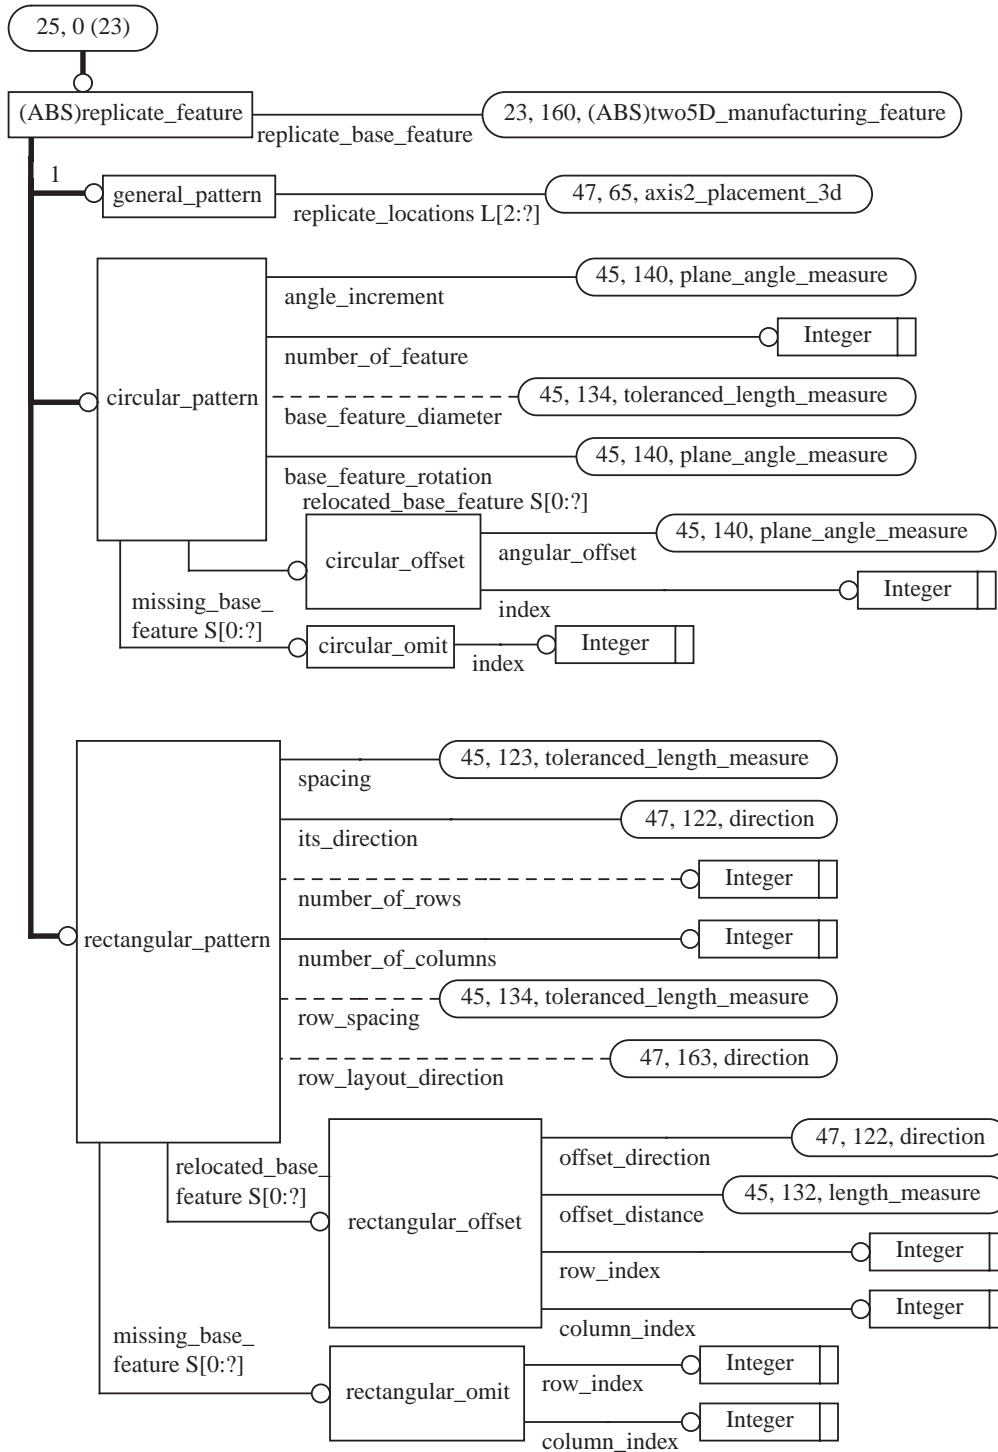 25, 0 (23)
(ABS)replicate_feature
replicate_base_feature
23, 160, (ABS)two5D_manufacturing_feature
1
general_pattern
replicate_locations L[2:?]
47, 65, axis2_placement_3d
circular_pattern
angle_increment
45, 140, plane_angle_measure
number_of_feature
Integer
base_feature_diameter
45, 134, toleranced_length_measure
base_feature_rotation
45, 140, plane_angle_measure
relocated_base_feature S[0:?]
circular_offset
angular_offset
45, 140, plane_angle_measure
index
Integer
missing_base_
feature S[0:?]
circular_omit
index
Integer
rectangular_pattern
spacing
45, 123, toleranced_length_measure
its_direction
47, 122, direction
number_of_rows
Integer
number_of_columns
Integer
row_spacing
45, 134, toleranced_length_measure
row_layout_direction
47, 163, direction
relocated_base_
feature S[0:?]
rectangular_offset
offset_direction
47, 122, direction
offset_distance
45, 132, length_measure
row_index
Integer
column_index
Integer
missing_base_
feature S[0:?]
rectangular_omit
row_index
Integer
column_index
Integer